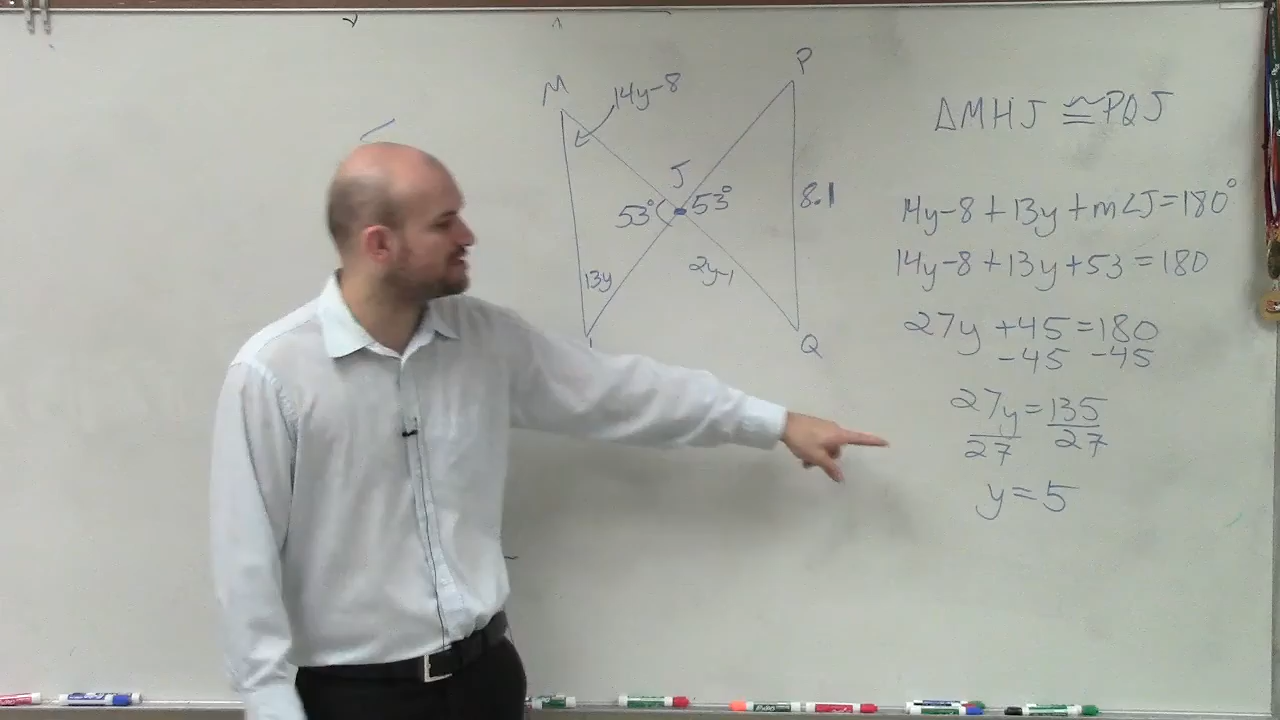 M
14y-8
P
J
53° 53°
8.1
13y
2y-1
Q
△MHJ ≅ PQJ
14y-8+13y+m∠J=180°
14y-8+13y+53=180
27y+45=180
-45 -45
27y=135
27 27
y=5